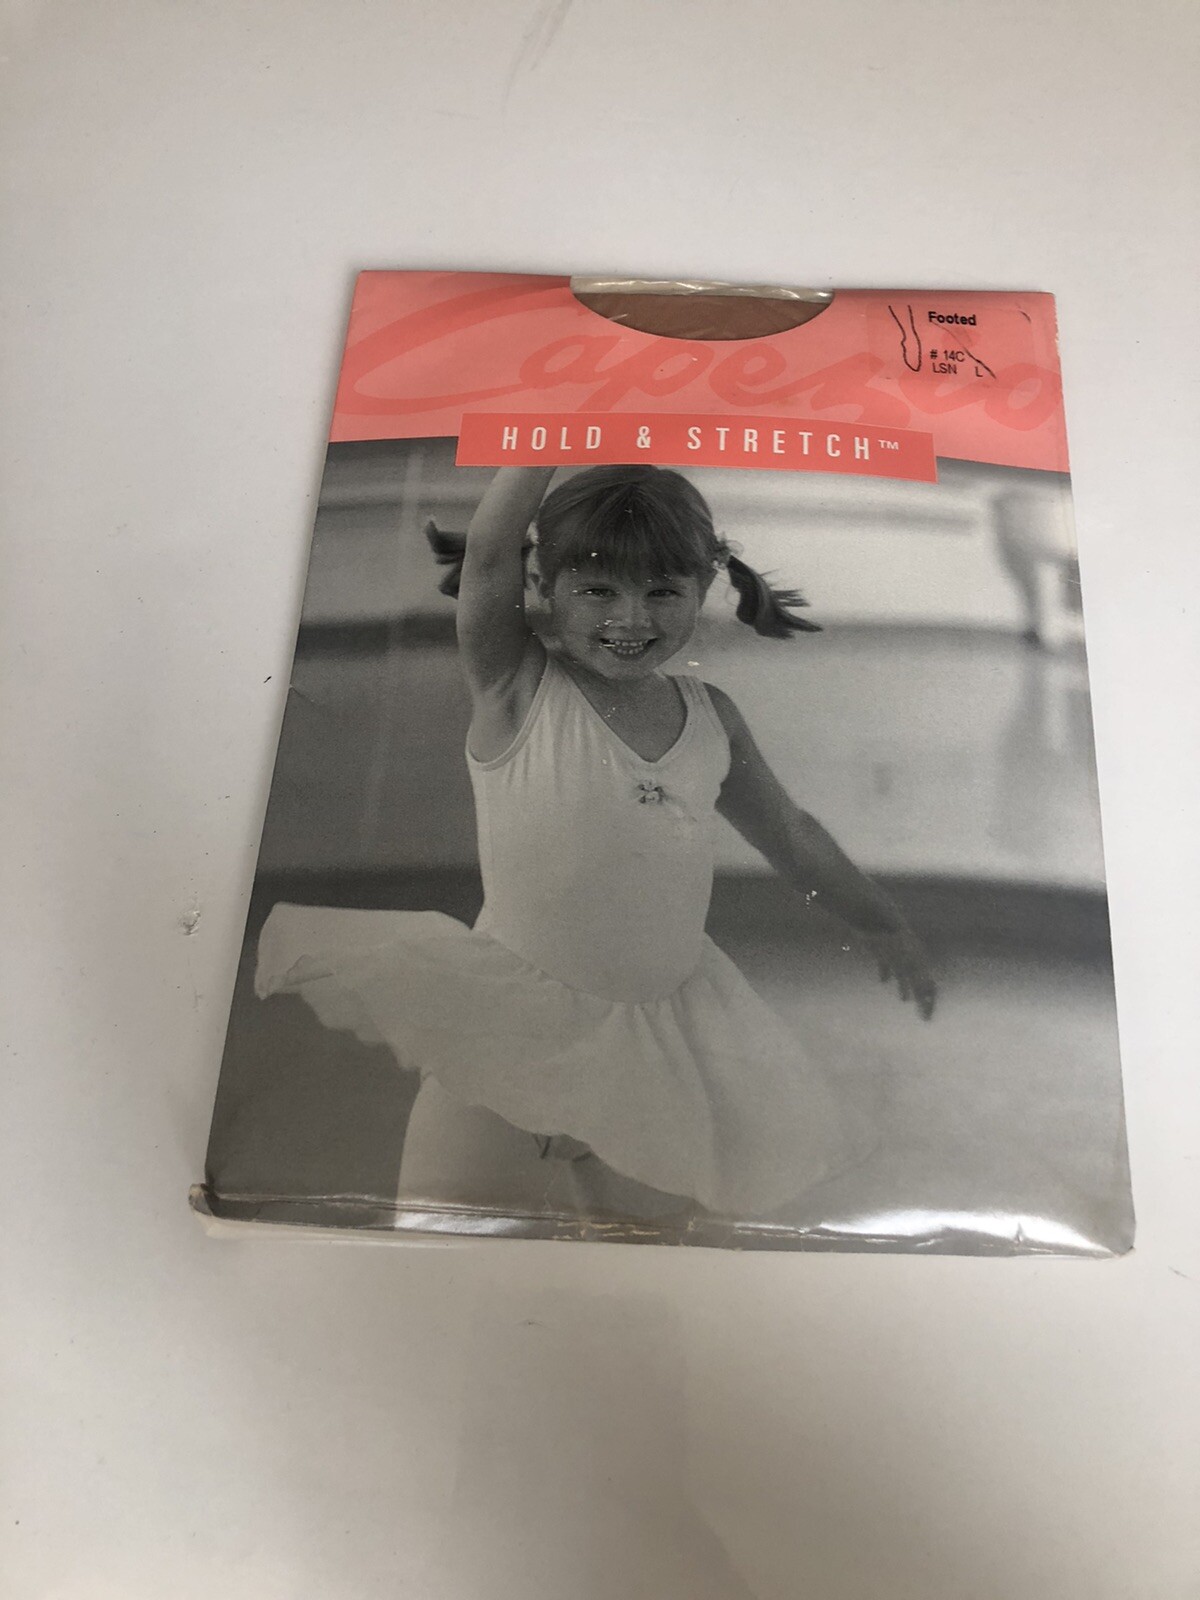 Capezio
Footed
# 14C
LSN L
HOLD & STRETCH™